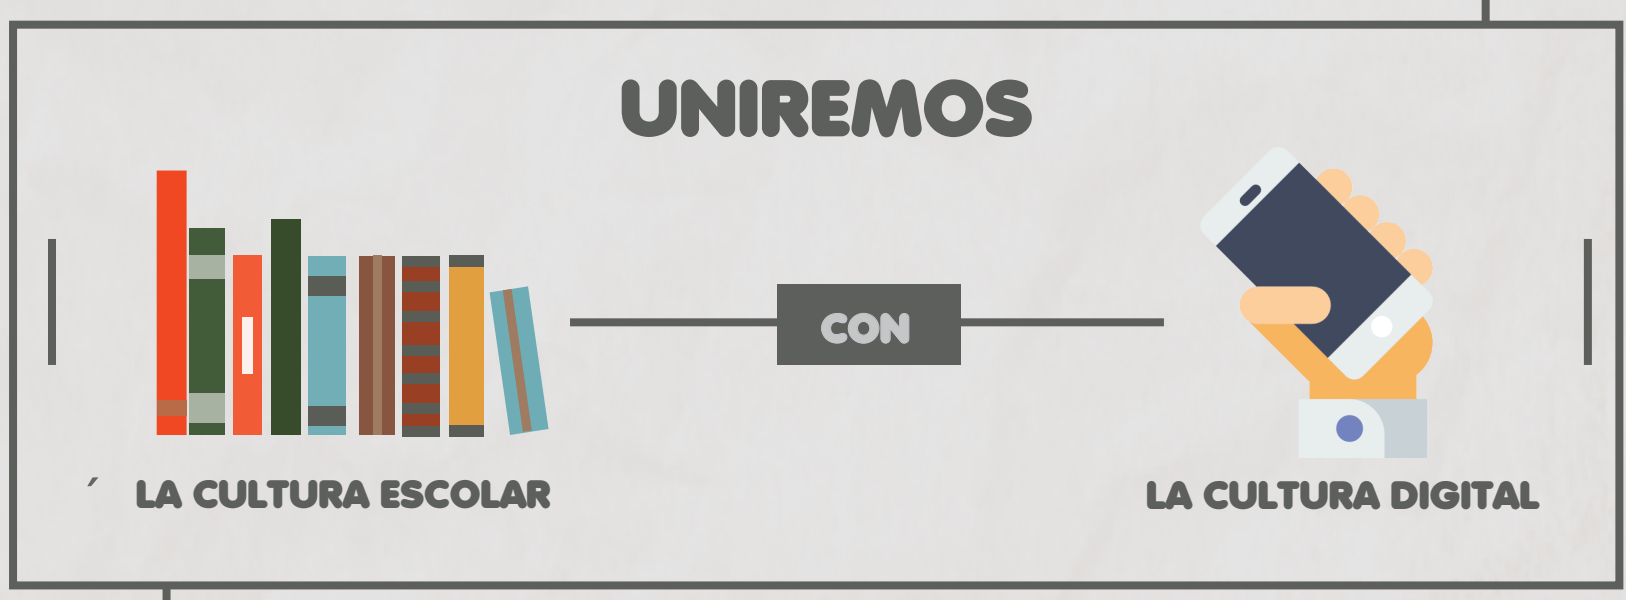 UNIREMOS
CON
´ LA CULTURA ESCOLAR
LA CULTURA DIGITAL